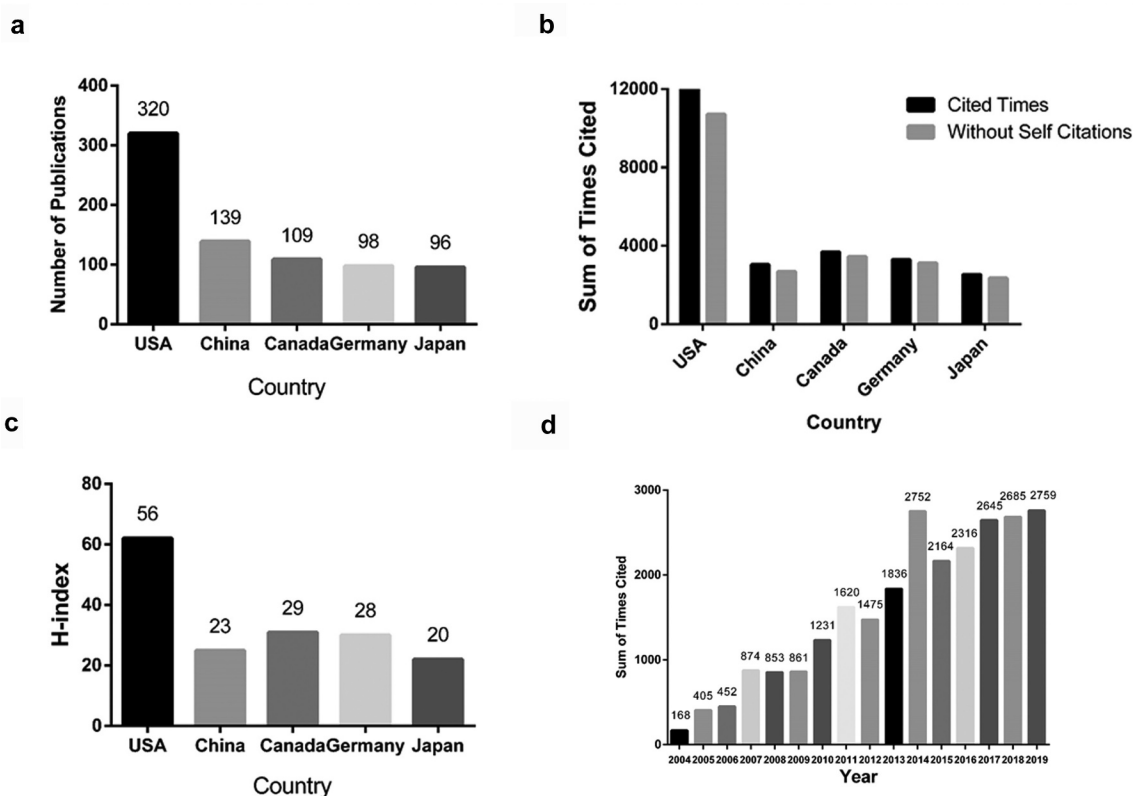 a
400
300
200
100
0
Number of Publications
320
139
109
98
96
USA China Canada Germany Japan
Country
b
12000
8000
4000
0
Sum of Times Cited
Cited Times
Without Self Citations
USA China Canada Germany Japan
Country
c
80
60
40
20
0
H-index
56
23
29
28
20
USA China Canada Germany Japan
Country
d
3000
2000
1000
0
Sum of Times Cited
168
405
452
874
853
861
1231
1620
1475
1836
2752
2164
2316
2645
2685
2759
2004 2005 2006 2007 2008 2009 2010 2011 2012 2013 2014 2015 2016 2017 2018 2019
Year